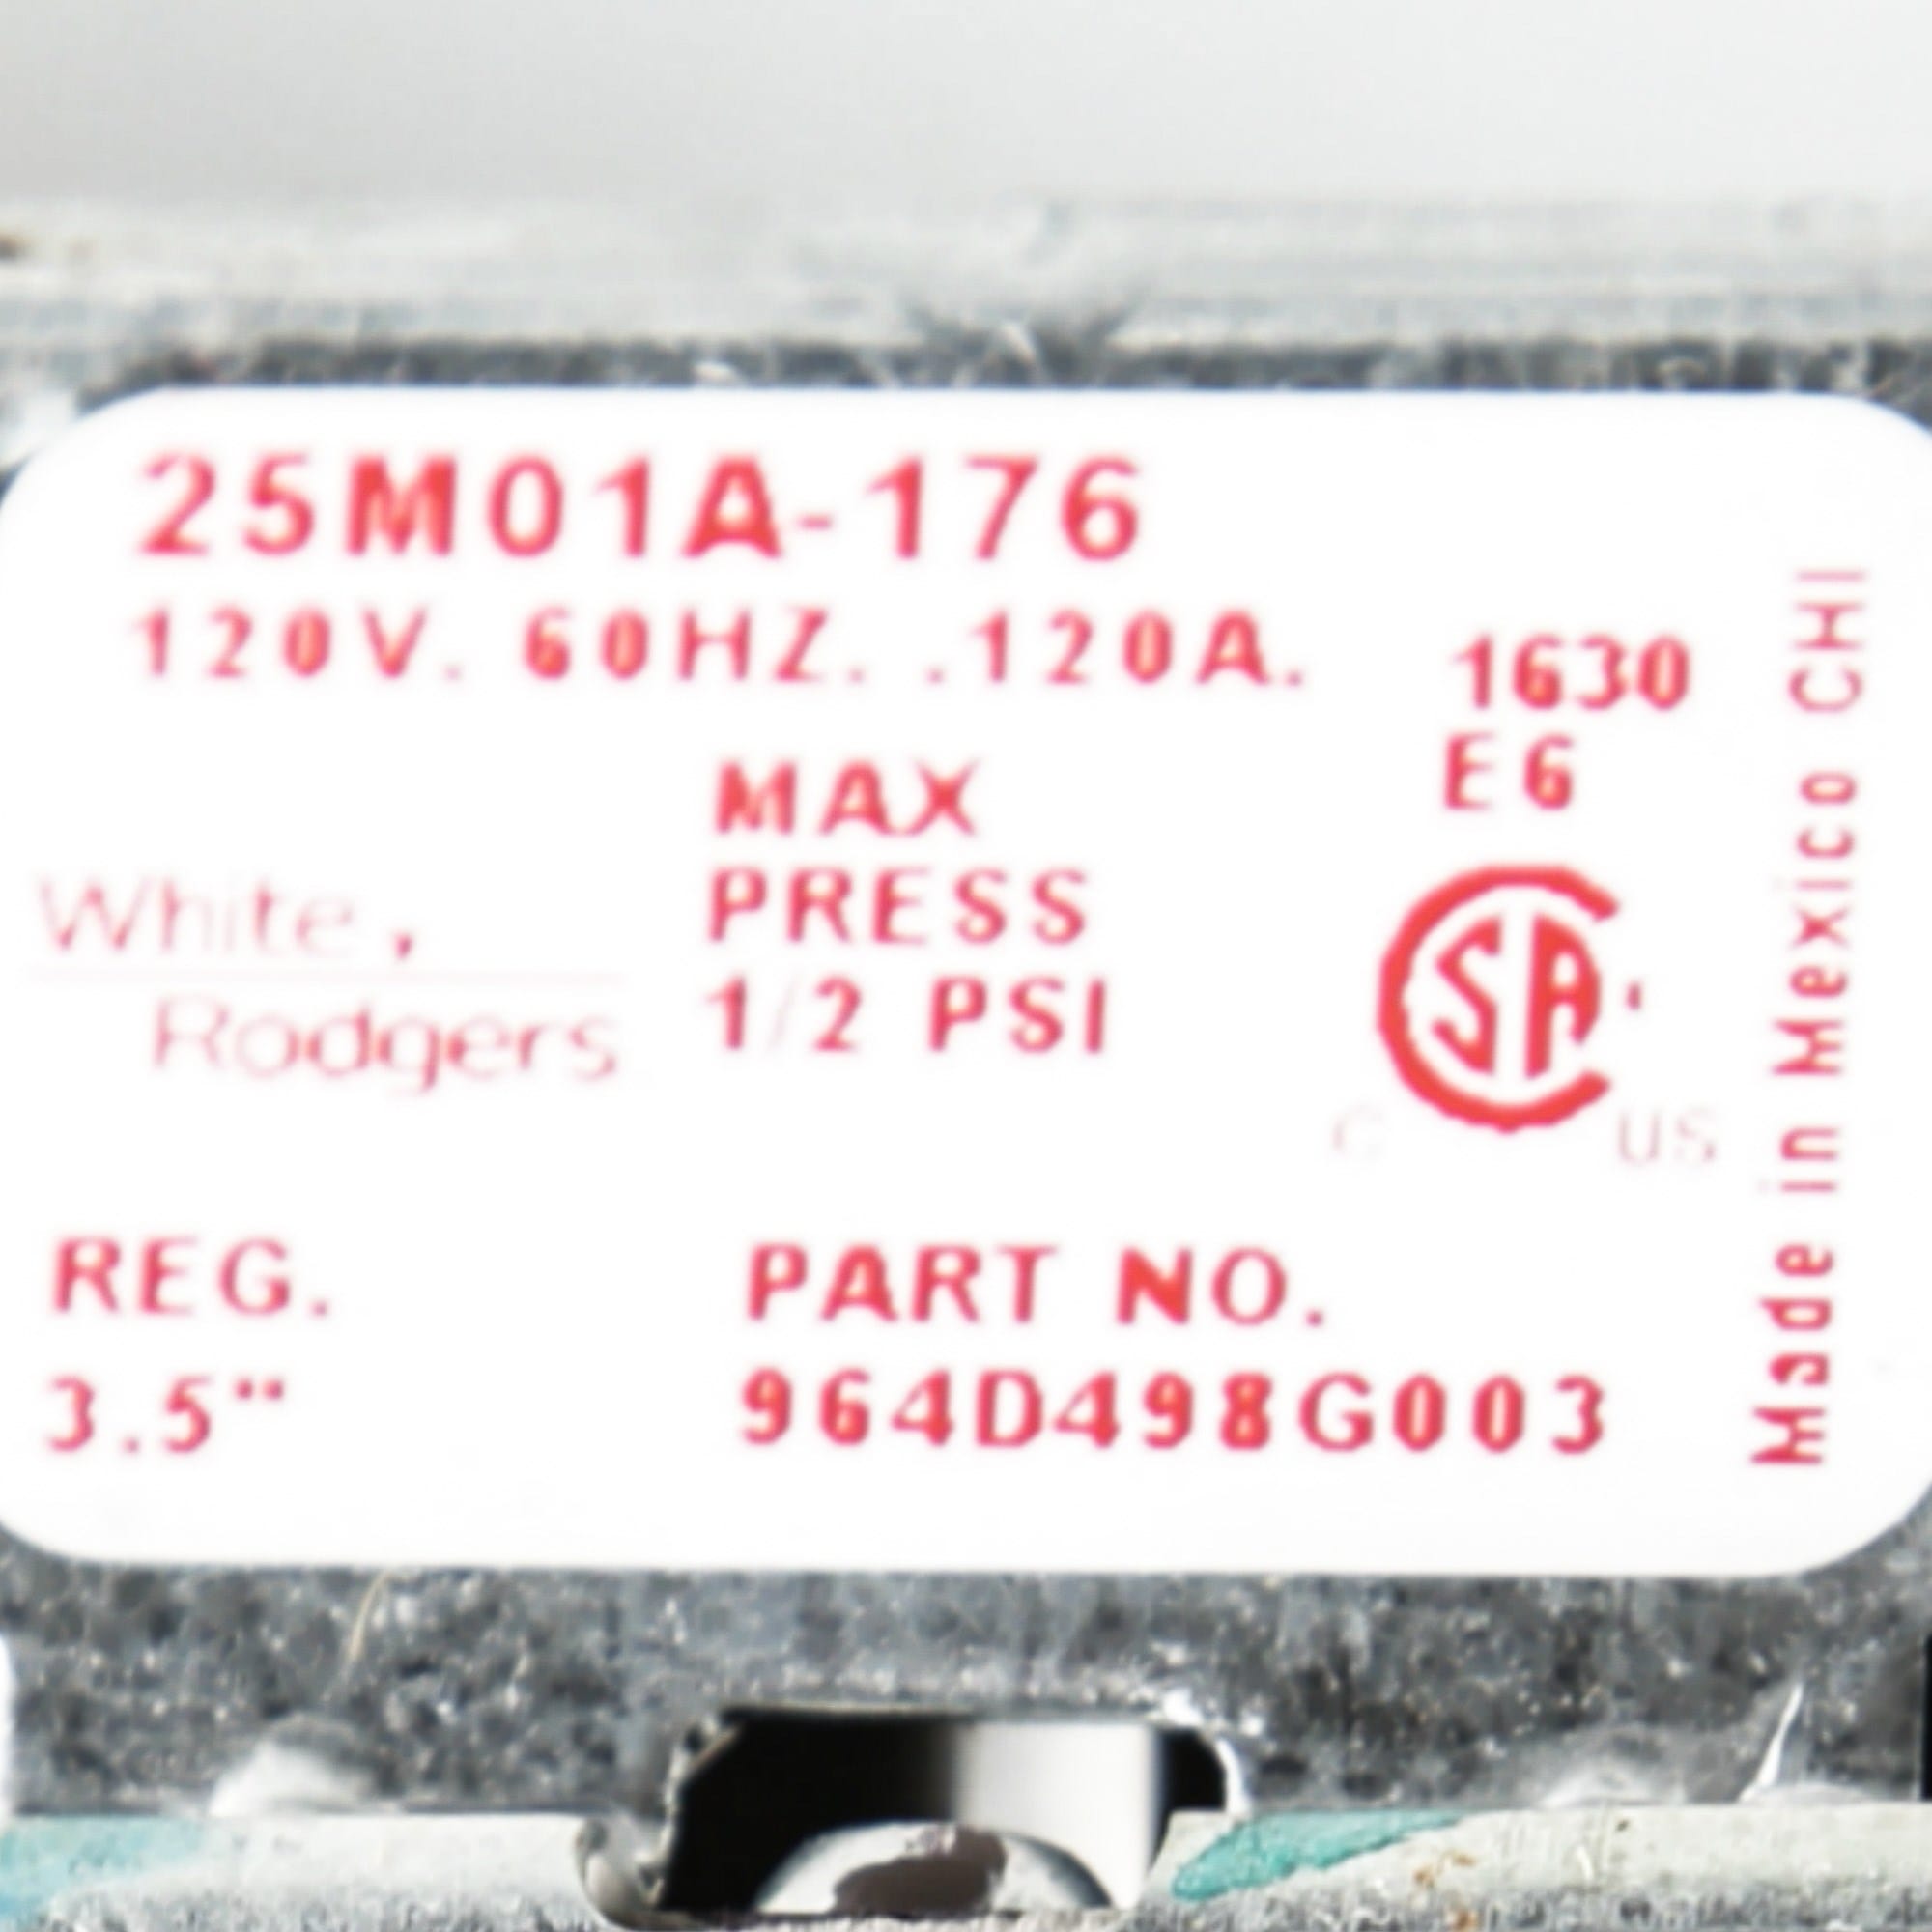 25M01A-176
120V. 60HZ. .120A.
1630
E6
MAX
PRESS
1/2 PSI
White,
Rodgers
SA
C US
REG.
3.5"
PART NO.
964D498G003
Made in Mexico CHI